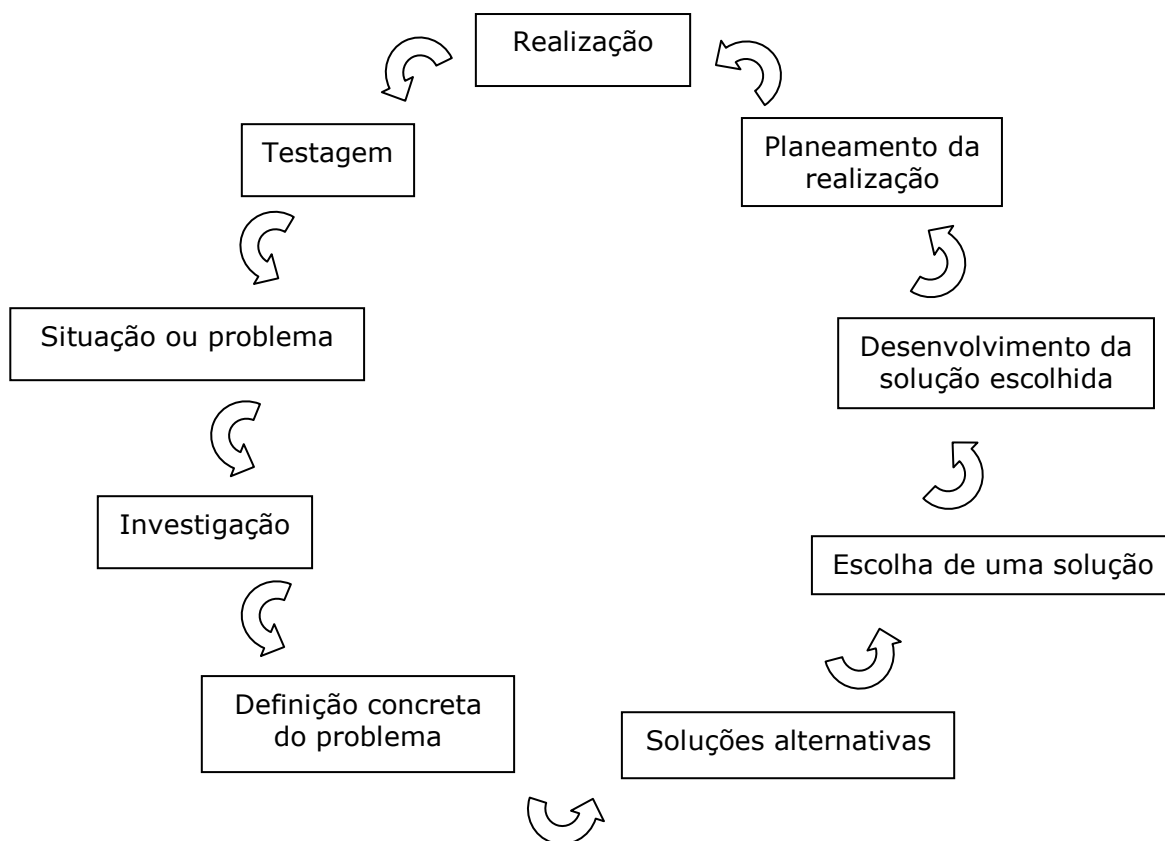 Realização
Testagem
Planeamento da
realização
Situação ou problema
Desenvolvimento da
solução escolhida
Investigação
Escolha de uma solução
Definição concreta
do problema
Soluções alternativas